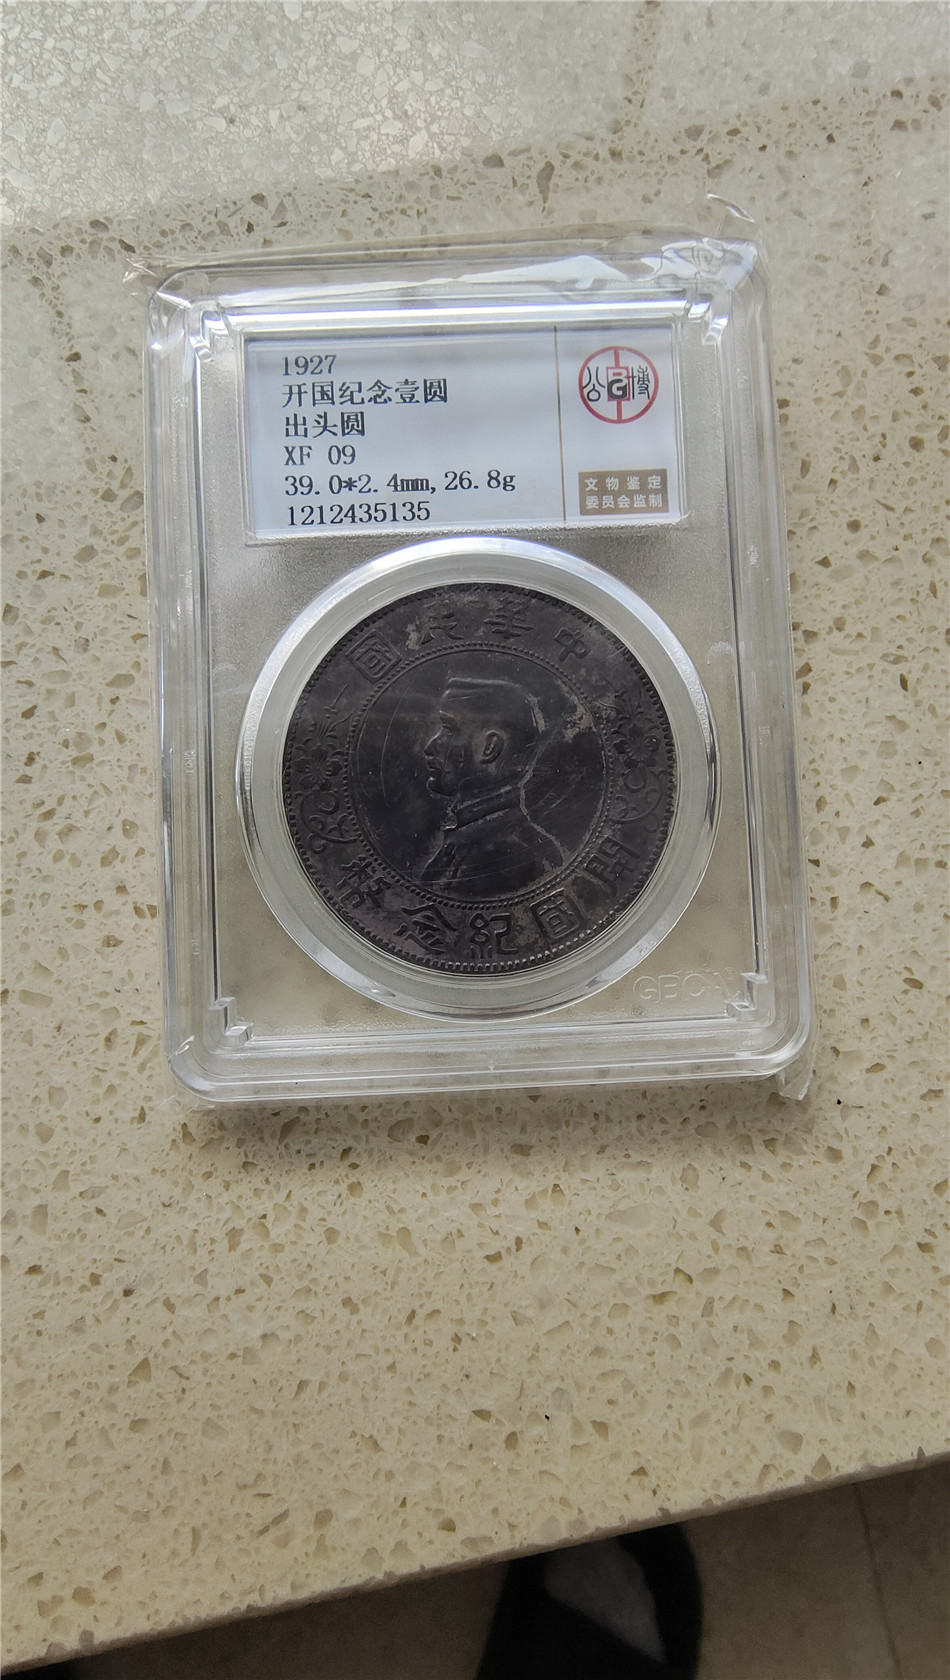 1927
开国纪念壹圆
出头圆
XF 09
39.0*2.4mm,26.8g
1212435135
公博
文物鉴定
委员会监制
中華民國
開國紀念幣
GBCA